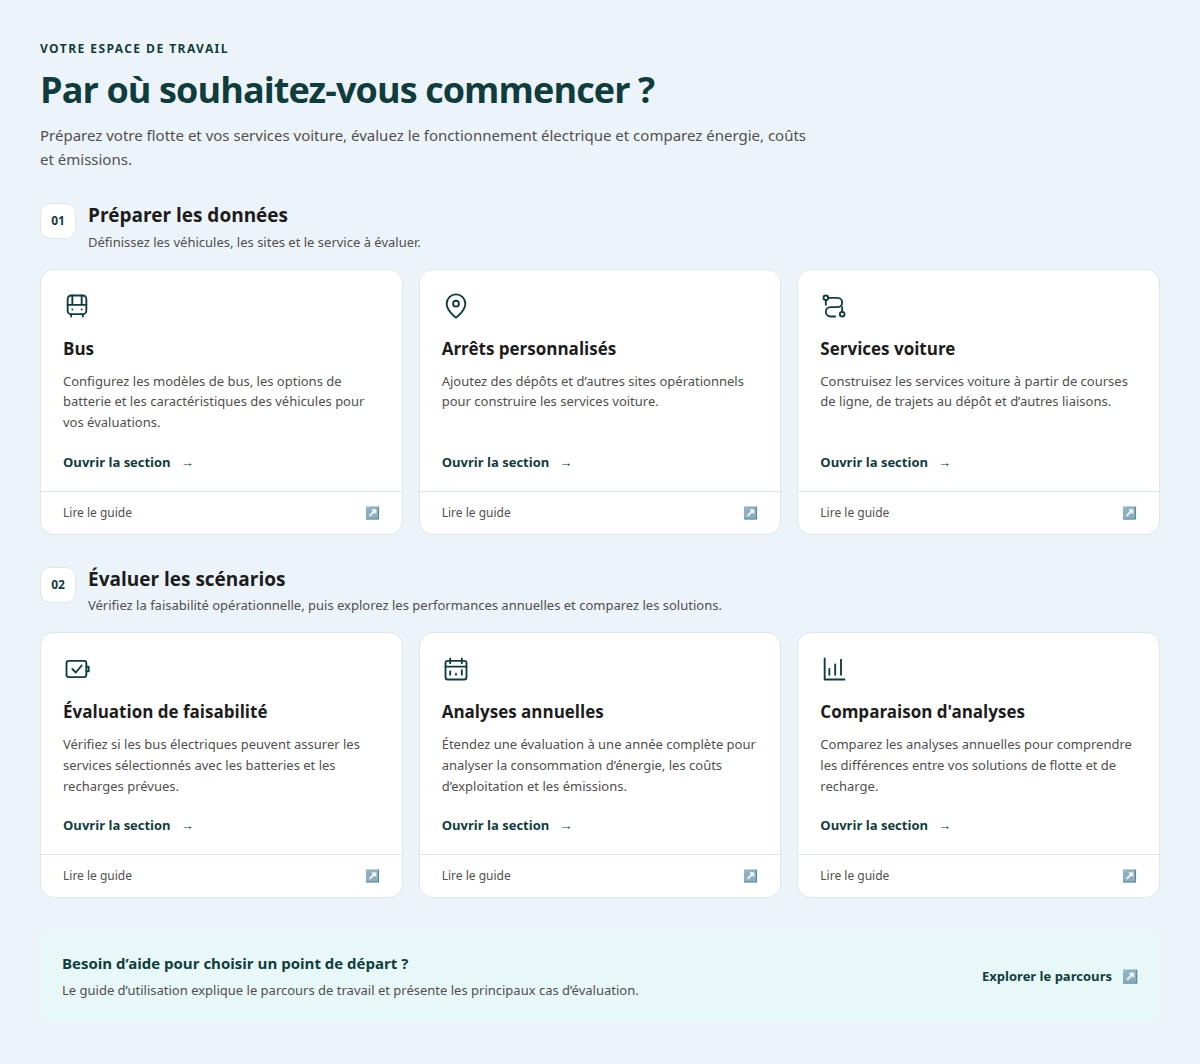 VOTRE ESPACE DE TRAVAIL
Par où souhaitez-vous commencer ?
Préparez votre flotte et vos services voiture, évaluez le fonctionnement électrique et comparez énergie, coûts
et émissions.
01
Préparer les données
Définissez les véhicules, les sites et le service à évaluer.
Bus
Configurez les modèles de bus, les options de
batterie et les caractéristiques des véhicules pour
vos évaluations.
Ouvrir la section →
Lire le guide ↗
Arrêts personnalisés
Ajoutez des dépôts et d’autres sites opérationnels
pour construire les services voiture.
Ouvrir la section →
Lire le guide ↗
Services voiture
Construisez les services voiture à partir de courses
de ligne, de trajets au dépôt et d’autres liaisons.
Ouvrir la section →
Lire le guide ↗
02
Évaluer les scénarios
Vérifiez la faisabilité opérationnelle, puis explorez les performances annuelles et comparez les solutions.
Évaluation de faisabilité
Vérifiez si les bus électriques peuvent assurer les
services sélectionnés avec les batteries et les
recharges prévues.
Ouvrir la section →
Lire le guide ↗
Analyses annuelles
Étendez une évaluation à une année complète pour
analyser la consommation d’énergie, les coûts
d’exploitation et les émissions.
Ouvrir la section →
Lire le guide ↗
Comparaison d'analyses
Comparez les analyses annuelles pour comprendre
les différences entre vos solutions de flotte et de
recharge.
Ouvrir la section →
Lire le guide ↗
Besoin d’aide pour choisir un point de départ ?
Le guide d’utilisation explique le parcours de travail et présente les principaux cas d’évaluation.
Explorer le parcours ↗